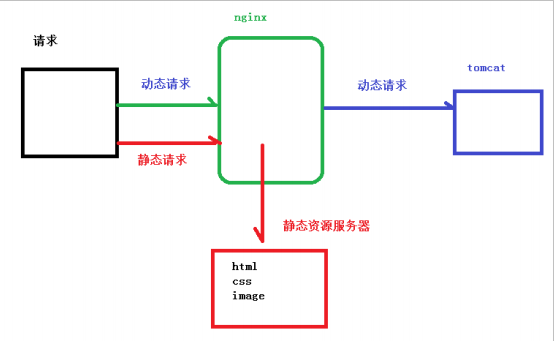 nginx
请求
动态请求
动态请求
tomcat
静态请求
静态资源服务器
html
css
image